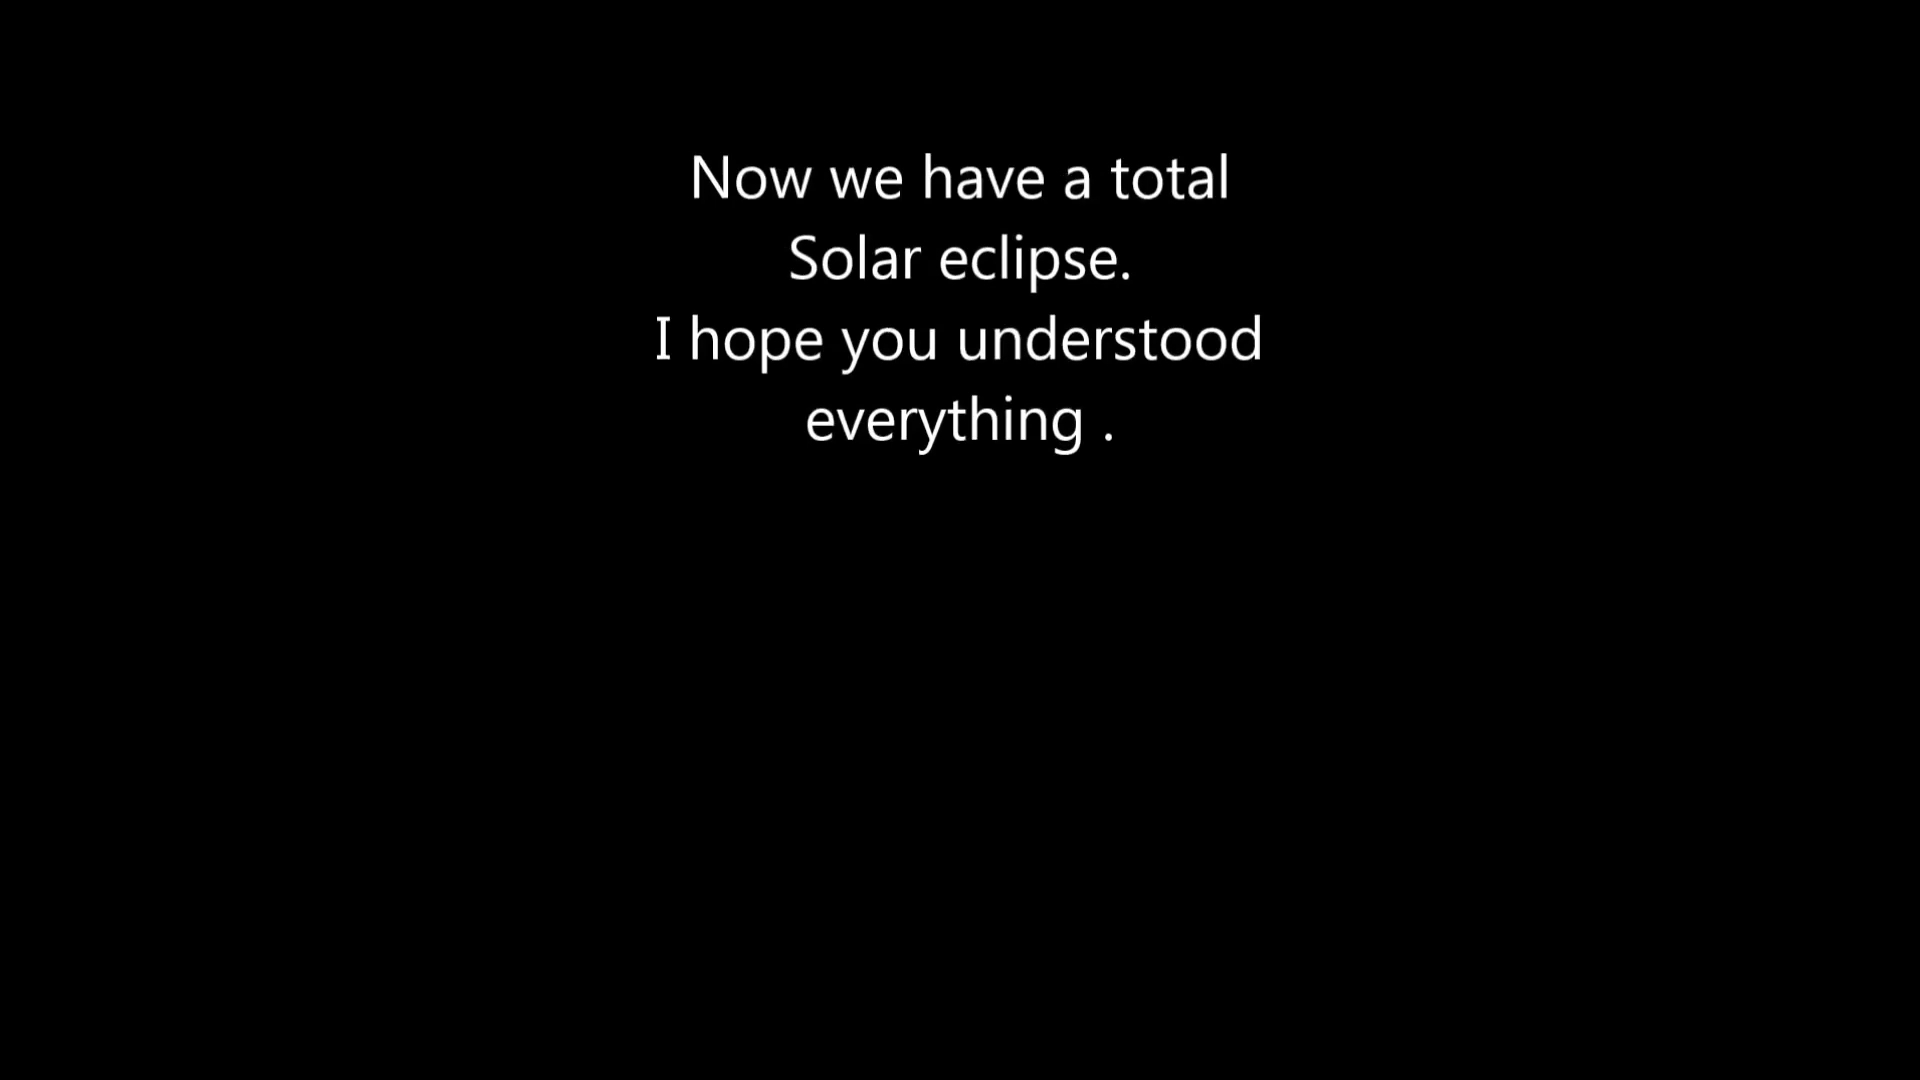 Now we have a total
Solar eclipse.
I hope you understood
everything .